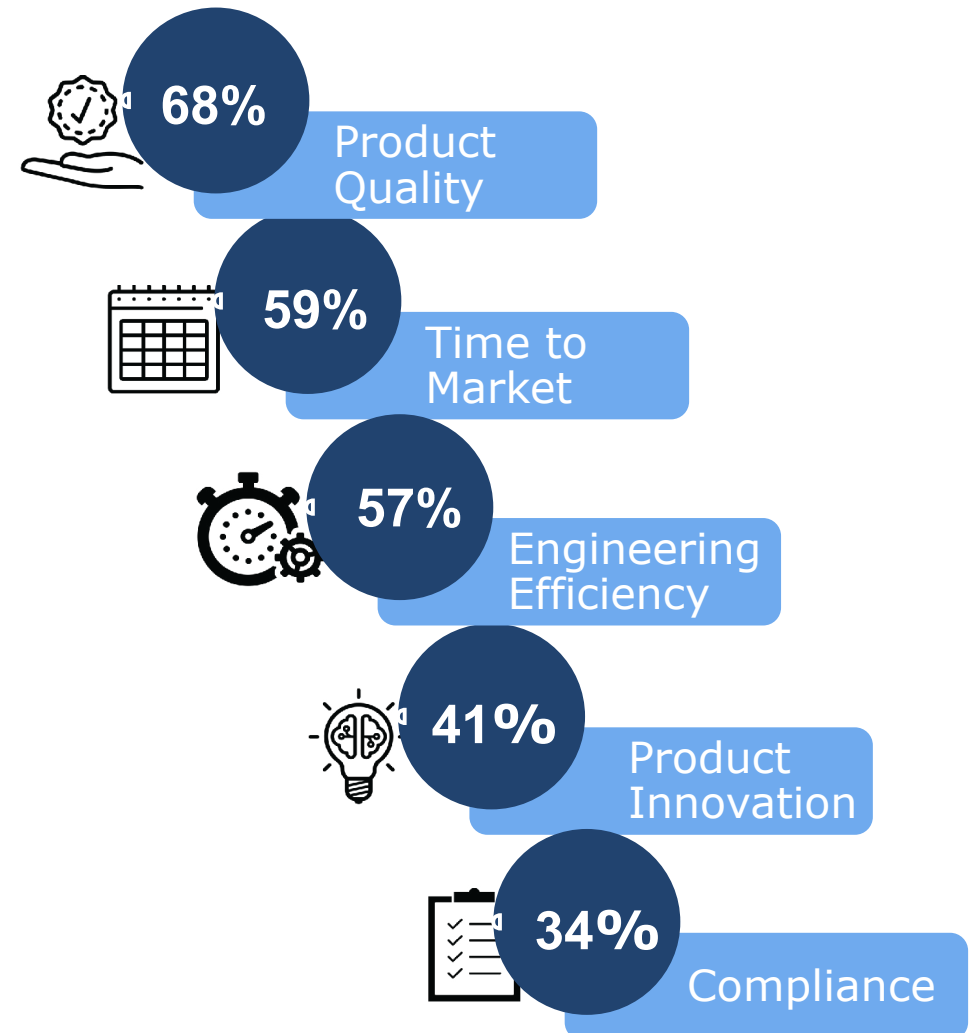 68%
Product
Quality
59%
Time to
Market
57%
Engineering
Efficiency
41%
Product
Innovation
34%
Compliance